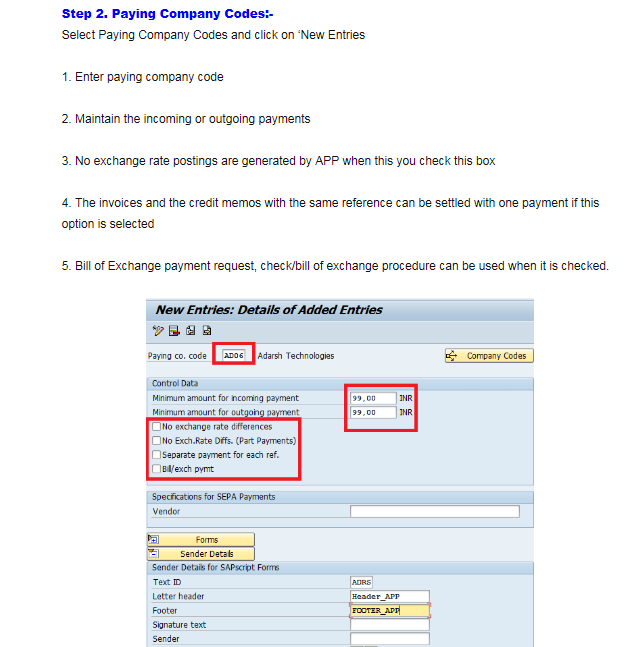 Step 2. Paying Company Codes:-
Select Paying Company Codes and click on ‘New Entries
1. Enter paying company code
2. Maintain the incoming or outgoing payments
3. No exchange rate postings are generated by APP when this you check this box
4. The invoices and the credit memos with the same reference can be settled with one payment if this
option is selected
5. Bill of Exchange payment request, check/bill of exchange procedure can be used when it is checked.
New Entries: Details of Added Entries
Paying co. code AD06 Adarsh Technologies Company Codes
Control Data
Minimum amount for incoming payment 99,00 INR
Minimum amount for outgoing payment 99,00 INR
No exchange rate differences
No Exch.Rate Diffs. (Part Payments)
Separate payment for each ref.
Bill/exch pymt
Specifications for SEPA Payments
Vendor
Forms
Sender Details
Sender Details for SAPscript Forms
Text ID ADRS
Letter header Header_APP
Footer FOOTER_APP
Signature text
Sender